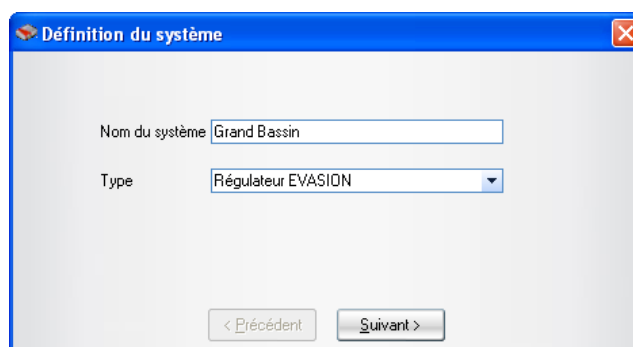 Définition du système
Nom du système Grand Bassin
Type Régulateur EVASION
< Précédent Suivant >